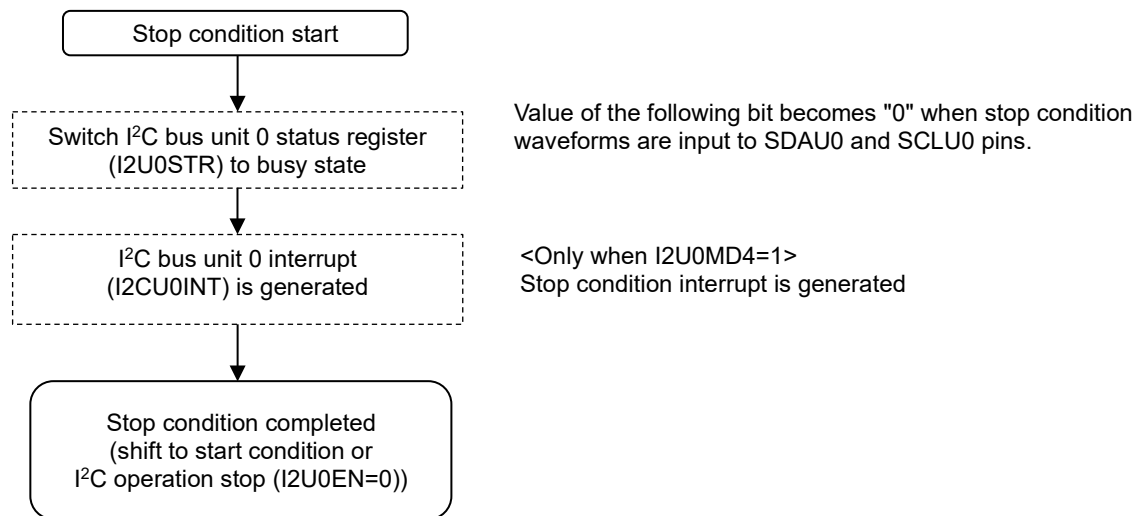 Stop condition start
Switch I²C bus unit 0 status register
(I2U0STR) to busy state
Value of the following bit becomes "0" when stop condition
waveforms are input to SDAU0 and SCLU0 pins.
I²C bus unit 0 interrupt
(I2CU0INT) is generated
<Only when I2U0MD4=1>
Stop condition interrupt is generated
Stop condition completed
(shift to start condition or
I²C operation stop (I2U0EN=0))